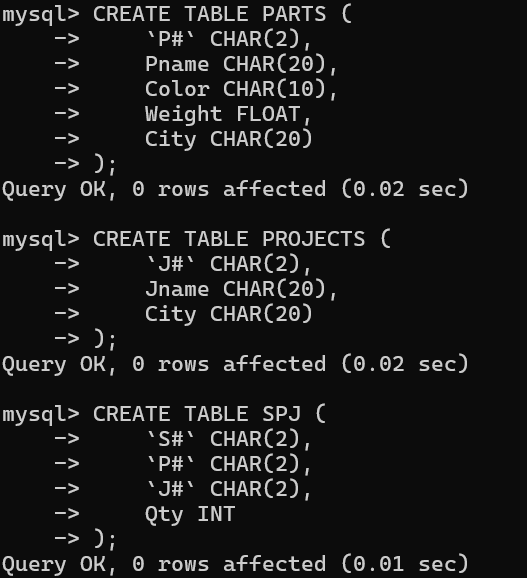 mysql> CREATE TABLE PARTS (
    ->     `P#` CHAR(2),
    ->     Pname CHAR(20),
    ->     Color CHAR(10),
    ->     Weight FLOAT,
    ->     City CHAR(20)
    -> );
Query OK, 0 rows affected (0.02 sec)

mysql> CREATE TABLE PROJECTS (
    ->     `J#` CHAR(2),
    ->     Jname CHAR(20),
    ->     City CHAR(20)
    -> );
Query OK, 0 rows affected (0.02 sec)

mysql> CREATE TABLE SPJ (
    ->     `S#` CHAR(2),
    ->     `P#` CHAR(2),
    ->     `J#` CHAR(2),
    ->     Qty INT
    -> );
Query OK, 0 rows affected (0.01 sec)